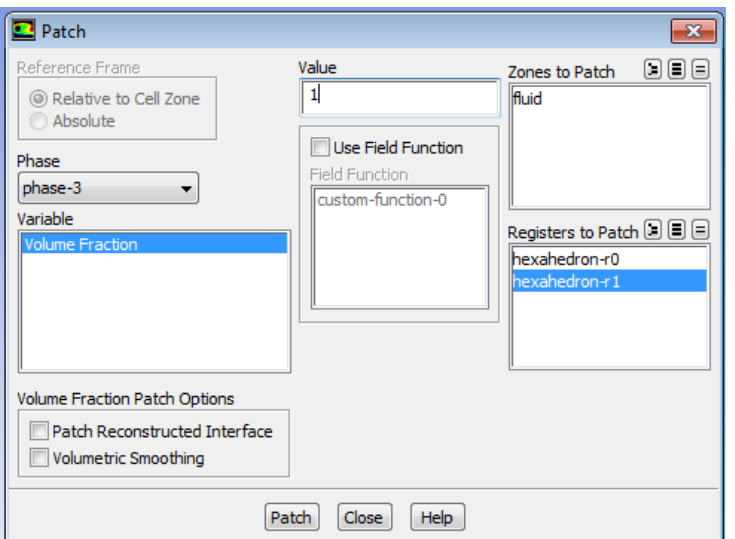 Patch
Reference Frame
Relative to Cell Zone
Absolute
Phase
phase-3
Variable
Volume Fraction
Volume Fraction Patch Options
Patch Reconstructed Interface
Volumetric Smoothing
Value
1
Use Field Function
Field Function
custom-function-0
Zones to Patch
fluid
Registers to Patch
hexahedron-r0
hexahedron-r1
Patch
Close
Help